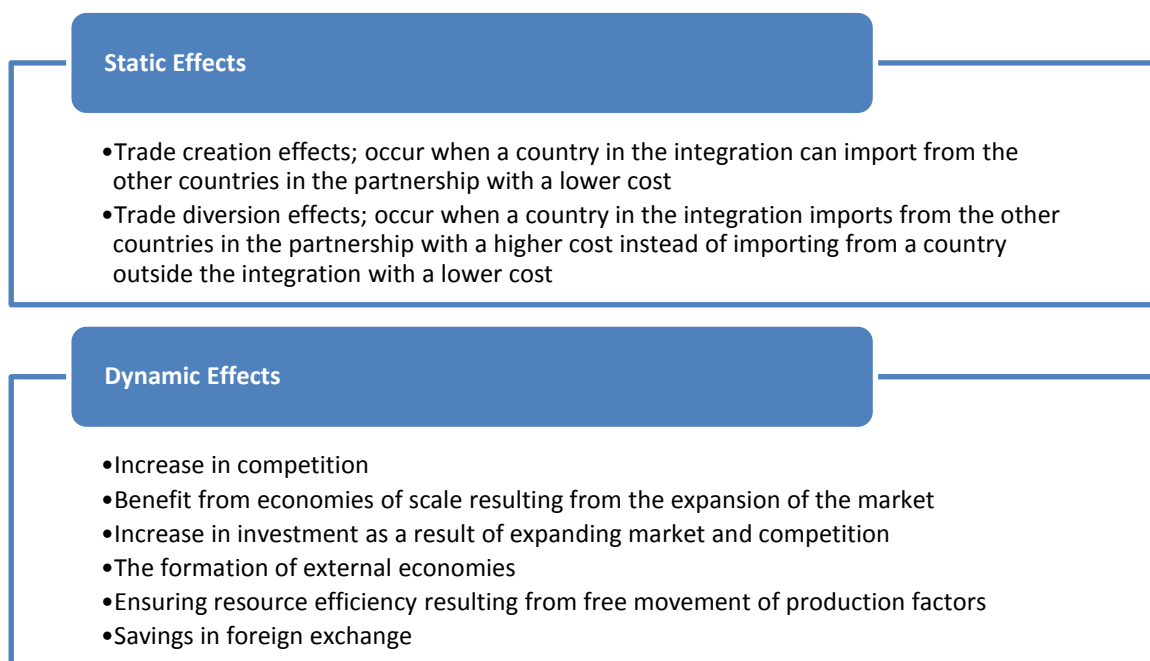 Static Effects
•Trade creation effects; occur when a country in the integration can import from the
other countries in the partnership with a lower cost
•Trade diversion effects; occur when a country in the integration imports from the other
countries in the partnership with a higher cost instead of importing from a country
outside the integration with a lower cost
Dynamic Effects
•Increase in competition
•Benefit from economies of scale resulting from the expansion of the market
•Increase in investment as a result of expanding market and competition
•The formation of external economies
•Ensuring resource efficiency resulting from free movement of production factors
•Savings in foreign exchange